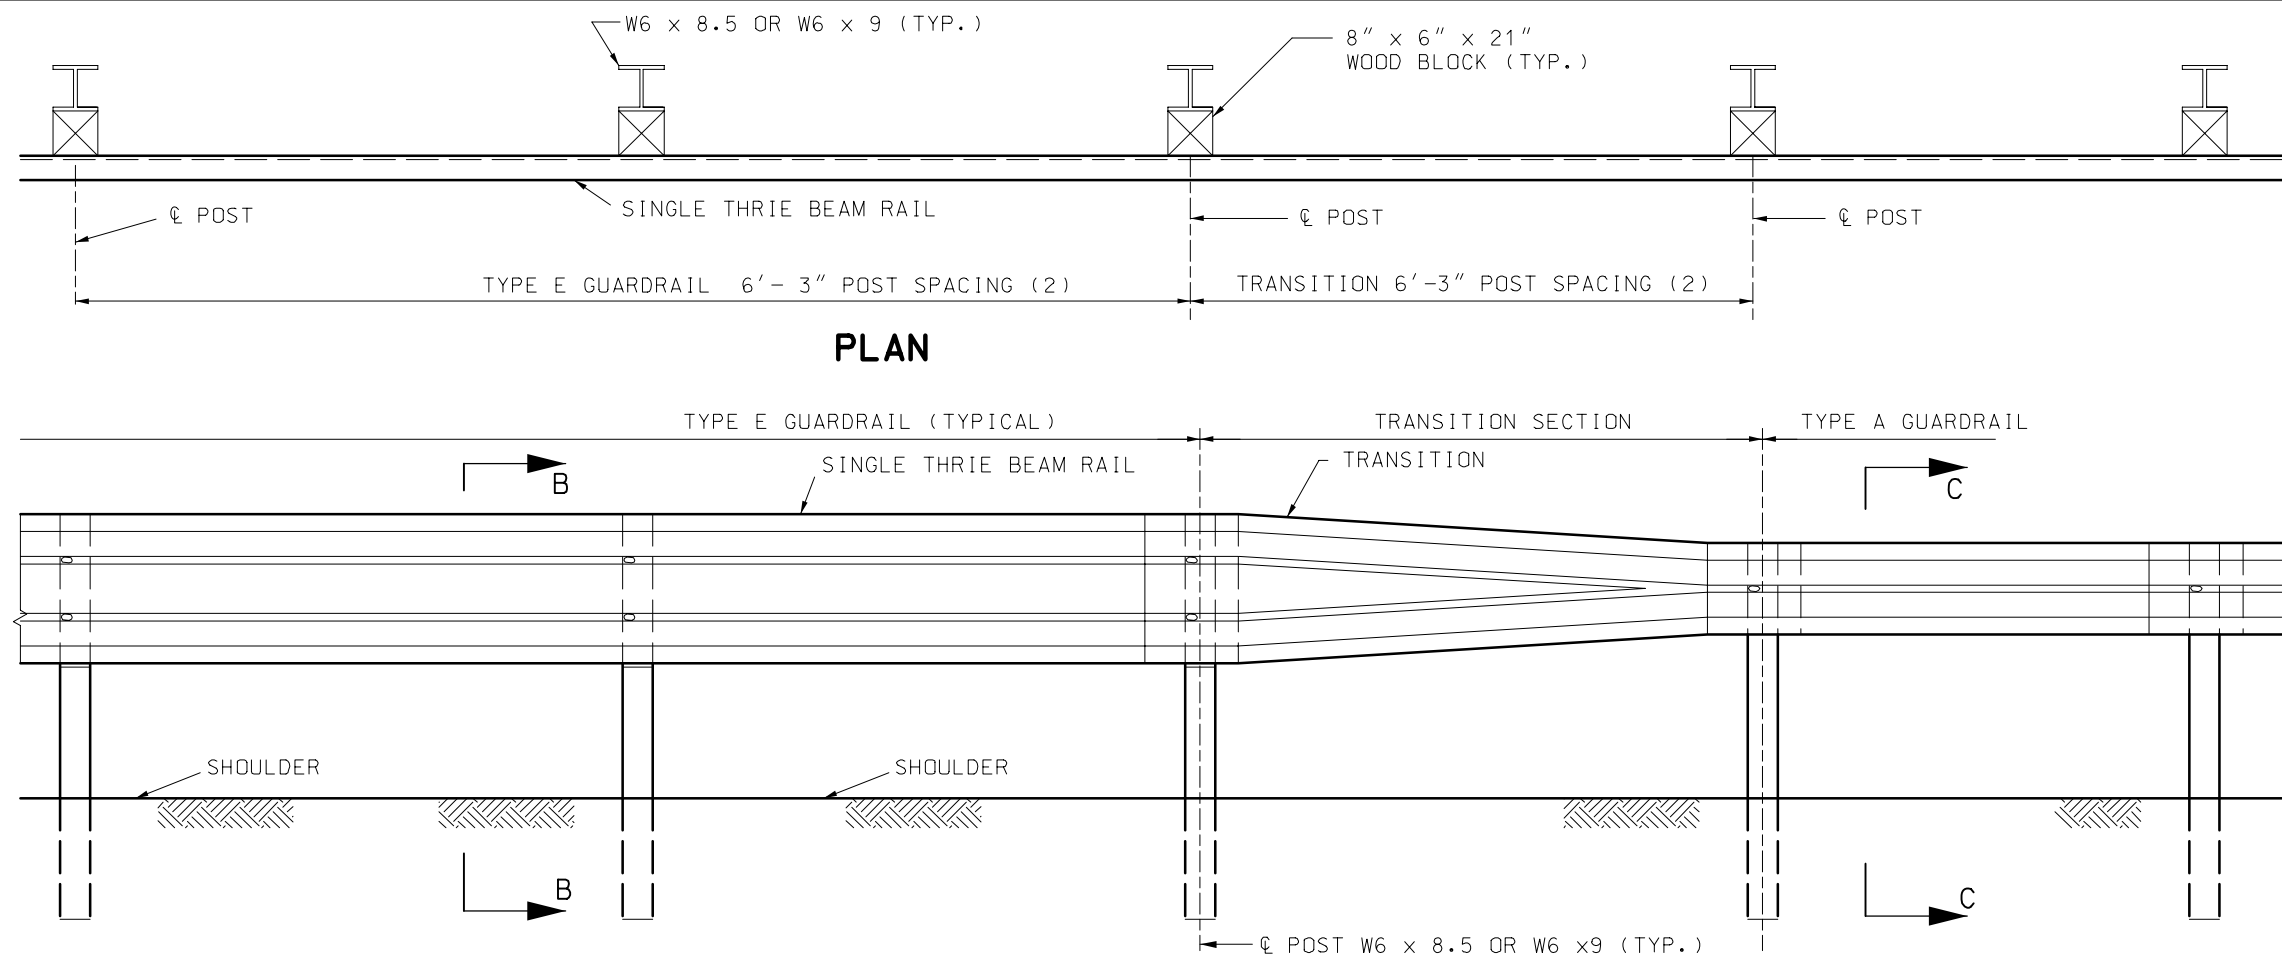 W6 x 8.5 OR W6 x 9 (TYP.)
8" x 6" x 21"
WOOD BLOCK (TYP.)
SINGLE THRIE BEAM RAIL
℄ POST
℄ POST
℄ POST
TYPE E GUARDRAIL 6'- 3" POST SPACING (2)
TRANSITION 6'-3" POST SPACING (2)
PLAN
TYPE E GUARDRAIL (TYPICAL)
TRANSITION SECTION
TYPE A GUARDRAIL
SINGLE THRIE BEAM RAIL
TRANSITION
B
C
SHOULDER
SHOULDER
B
C
℄ POST W6 x 8.5 OR W6 x9 (TYP.)